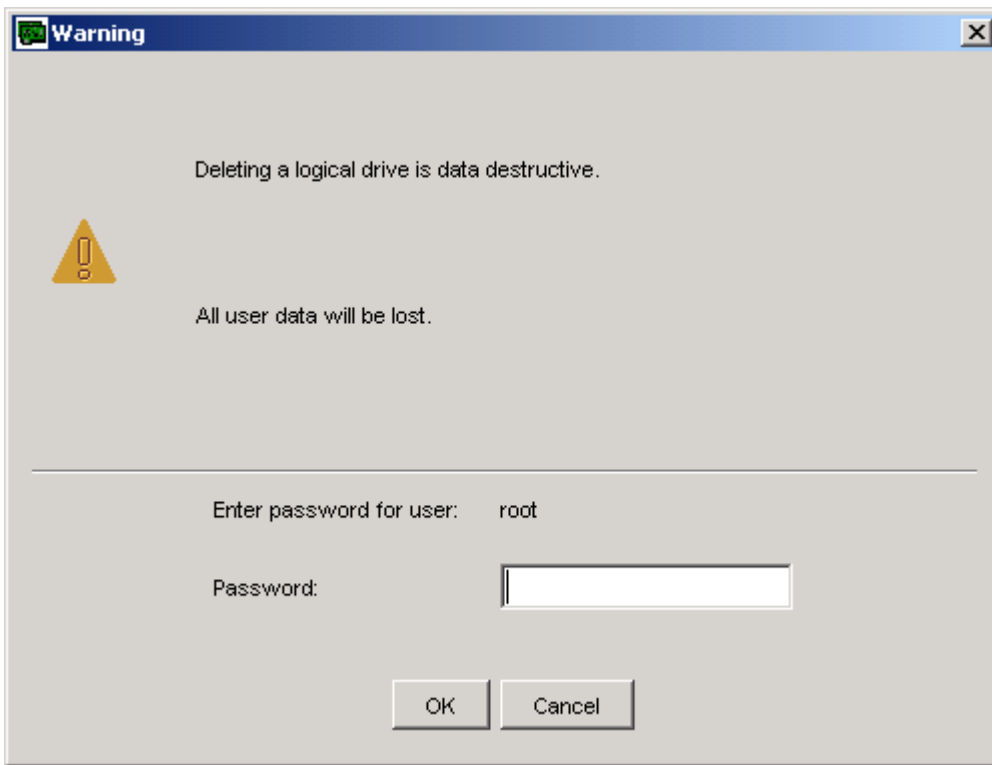 Warning
Deleting a logical drive is data destructive.
All user data will be lost.
Enter password for user: root
Password:
OK Cancel